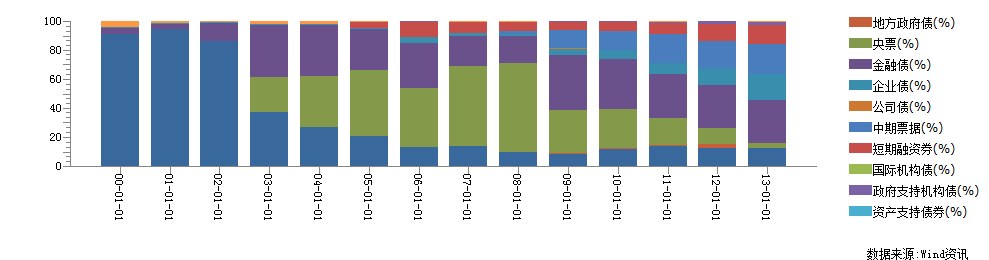 100
80
60
40
20
0
00-01-01
01-01-01
02-01-01
03-01-01
04-01-01
05-01-01
06-01-01
07-01-01
08-01-01
09-01-01
10-01-01
11-01-01
12-01-01
13-01-01
地方政府债(%)
央票(%)
金融债(%)
企业债(%)
公司债(%)
中期票据(%)
短期融资券(%)
国际机构债(%)
政府支持机构债(%)
资产支持债券(%)
数据来源:Wind资讯